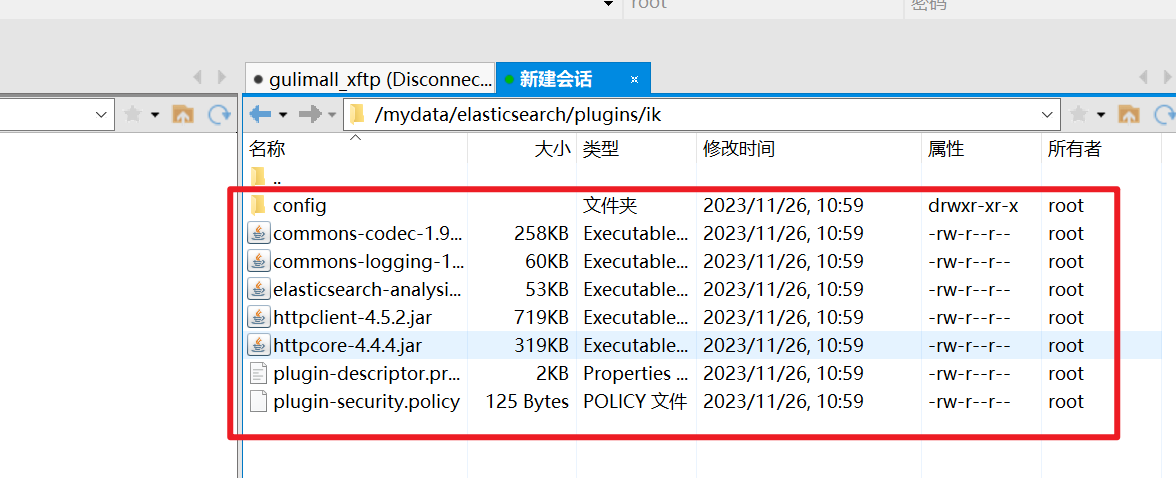 root 密码
gulimall_xftp (Disconnec... 新建会话 ×
/mydata/elasticsearch/plugins/ik
名称 大小 类型 修改时间 属性 所有者
..
config 文件夹 2023/11/26, 10:59 drwxr-xr-x root
commons-codec-1.9... 258KB Executable... 2023/11/26, 10:59 -rw-r--r-- root
commons-logging-1... 60KB Executable... 2023/11/26, 10:59 -rw-r--r-- root
elasticsearch-analysi... 53KB Executable... 2023/11/26, 10:59 -rw-r--r-- root
httpclient-4.5.2.jar 719KB Executable... 2023/11/26, 10:59 -rw-r--r-- root
httpcore-4.4.4.jar 319KB Executable... 2023/11/26, 10:59 -rw-r--r-- root
plugin-descriptor.pr... 2KB Properties ... 2023/11/26, 10:59 -rw-r--r-- root
plugin-security.policy 125 Bytes POLICY 文件 2023/11/26, 10:59 -rw-r--r-- root